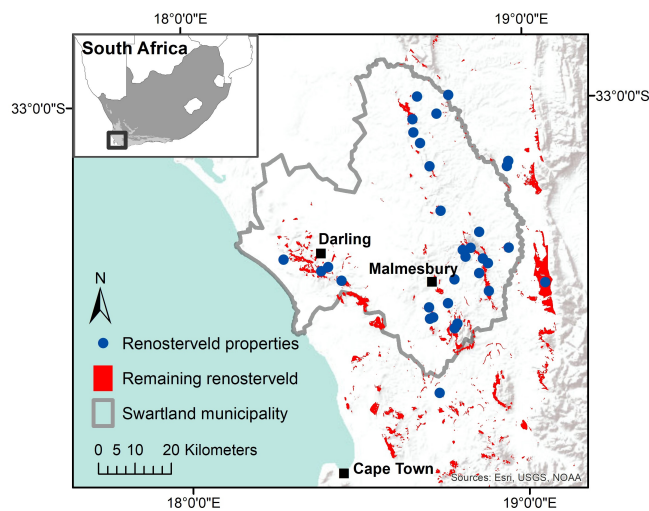 18°0'0"E
19°0'0"E
South Africa
33°0'0"S
33°0'0"S
Darling
Malmesbury
N
Renosterveld properties
Remaining renosterveld
Swartland municipality
0 5 10 20 Kilometers
Cape Town
Sources: Esri, USGS, NOAA
18°0'0"E
19°0'0"E